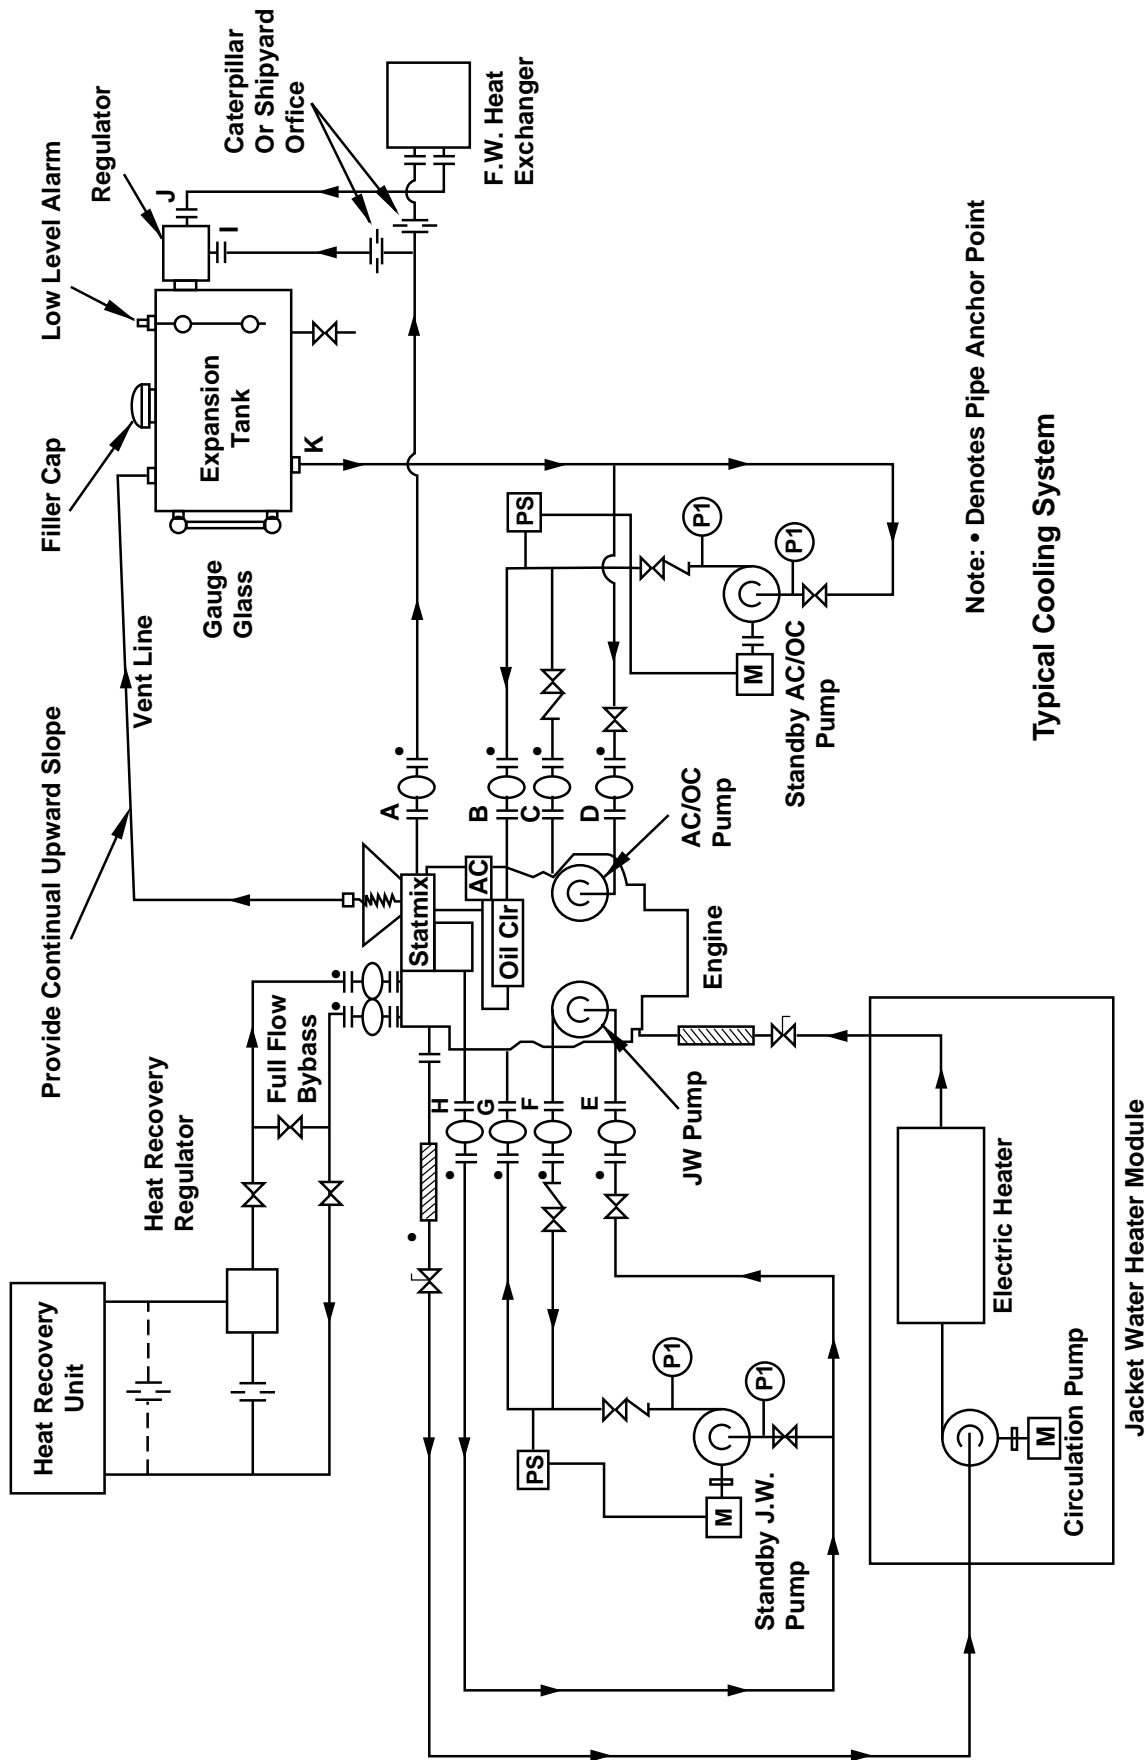 Provide Continual Upward Slope
Vent Line
Filler Cap
Low Level Alarm
Regulator
Caterpillar
Or Shipyard
Orfice
J
I
Expansion
Tank
K
Gauge
Glass
F.W. Heat
Exchanger
Heat Recovery
Unit
Heat Recovery
Regulator
Full Flow
Bybass
Statmix
AC
Oil Clr
A
B
C
D
H
G
F
E
PS
P1
P1
M
Standby AC/OC
Pump
AC/OC
Pump
Engine
JW Pump
PS
P1
P1
M
Standby J.W.
Pump
Electric Heater
M
Circulation Pump
Jacket Water Heater Module
Note: • Denotes Pipe Anchor Point
Typical Cooling System